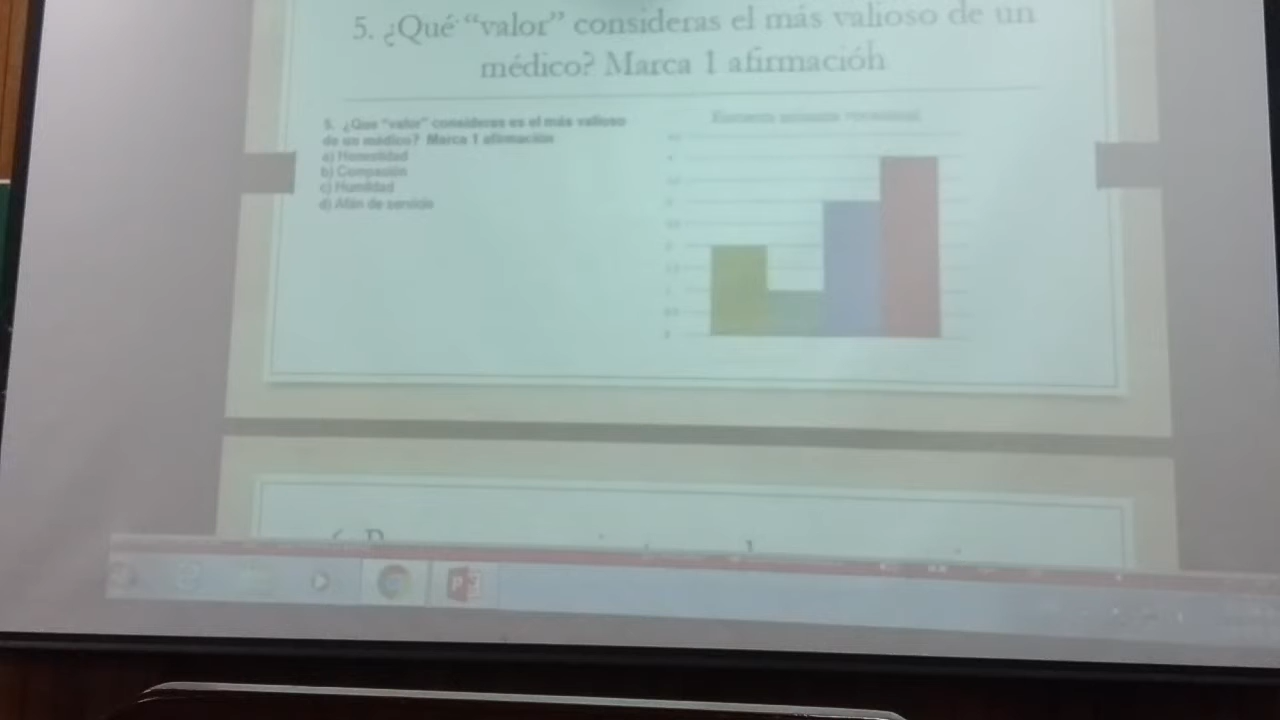 5. ¿Qué “valor” consideras el más valioso de un
médico? Marca 1 afirmación
5. ¿Que "valor" consideras es el más valioso
de un médico? Marca 1 afirmación
a) Honestidad
b) Compasión
c) Humildad
d) Afán de servicio